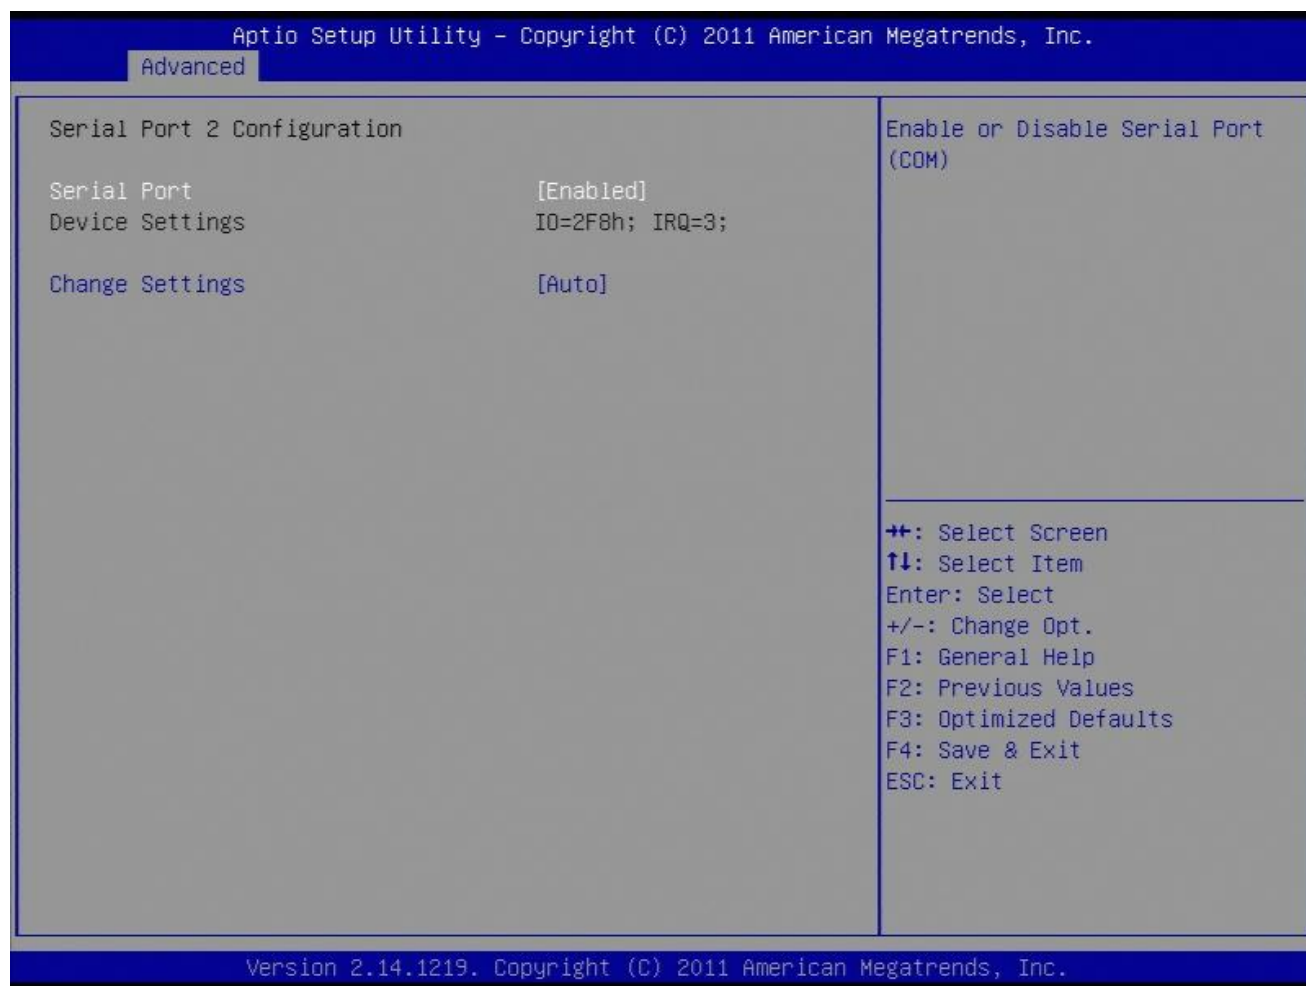 Aptio Setup Utility – Copyright (C) 2011 American Megatrends, Inc.
Advanced
Serial Port 2 Configuration
Serial Port [Enabled]
Device Settings IO=2F8h; IRQ=3;
Change Settings [Auto]
Enable or Disable Serial Port
(COM)
→←: Select Screen
↑↓: Select Item
Enter: Select
+/-: Change Opt.
F1: General Help
F2: Previous Values
F3: Optimized Defaults
F4: Save & Exit
ESC: Exit
Version 2.14.1219. Copyright (C) 2011 American Megatrends, Inc.